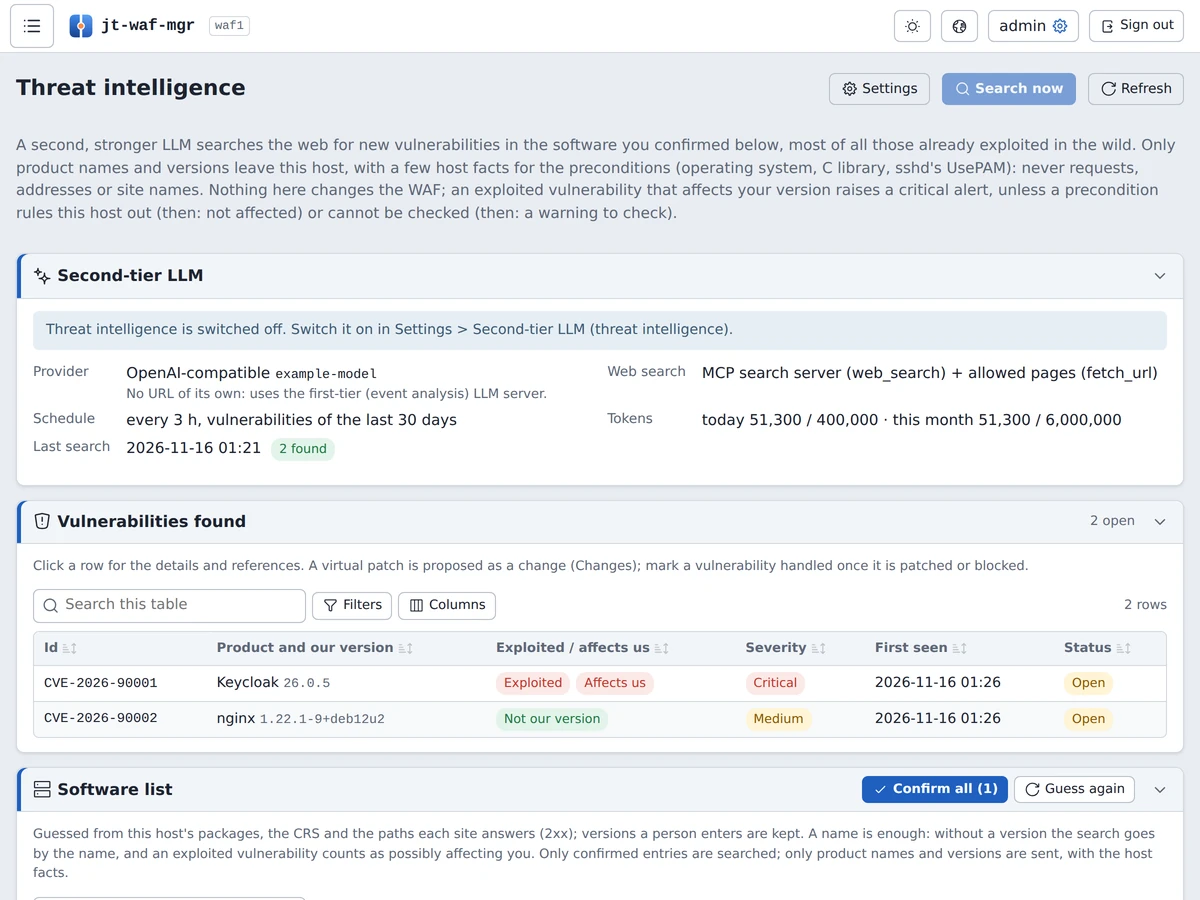 jt-waf-mgr waf1 admin Sign out
Threat intelligence Settings Search now Refresh
A second, stronger LLM searches the web for new vulnerabilities in the software you confirmed below, most of all those already exploited in the wild. Only
product names and versions leave this host, with a few host facts for the preconditions (operating system, C library, sshd's UsePAM): never requests,
addresses or site names. Nothing here changes the WAF; an exploited vulnerability that affects your version raises a critical alert, unless a precondition
rules this host out (then: not affected) or cannot be checked (then: a warning to check).
Second-tier LLM
Threat intelligence is switched off. Switch it on in Settings > Second-tier LLM (threat intelligence).
Provider OpenAI-compatible example-model Web search MCP search server (web_search) + allowed pages (fetch_url)
No URL of its own: uses the first-tier (event analysis) LLM server.
Schedule every 3 h, vulnerabilities of the last 30 days Tokens today 51,300 / 400,000 · this month 51,300 / 6,000,000
Last search 2026-11-16 01:21 2 found
Vulnerabilities found 2 open
Click a row for the details and references. A virtual patch is proposed as a change (Changes); mark a vulnerability handled once it is patched or blocked.
Search this table Filters Columns 2 rows
Id Product and our version Exploited / affects us Severity First seen Status
CVE-2026-90001 Keycloak 26.0.5 Exploited Affects us Critical 2026-11-16 01:26 Open
CVE-2026-90002 nginx 1.22.1-9+deb12u2 Not our version Medium 2026-11-16 01:26 Open
Software list Confirm all (1) Guess again
Guessed from this host's packages, the CRS and the paths each site answers (2xx); versions a person enters are kept. A name is enough: without a version the search goes
by the name, and an exploited vulnerability counts as possibly affecting you. Only confirmed entries are searched; only product names and versions are sent, with the host
facts.